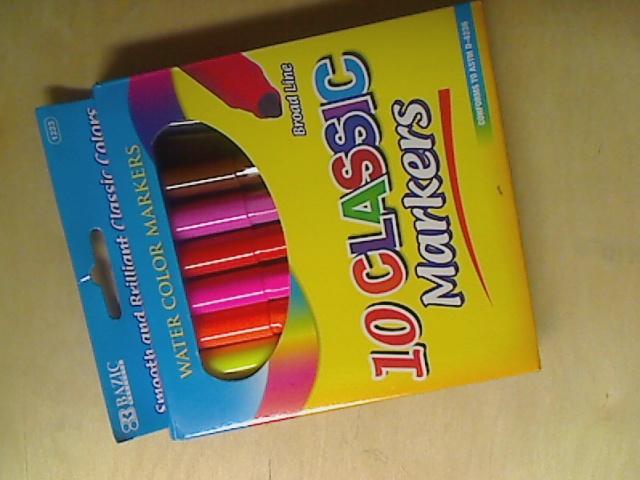 1223
BAZIC
Smooth and Brilliant Classic Colors
WATER COLOR MARKERS
Broad Line
10 CLASSIC
Markers
CONFORMS TO ASTM D-4236